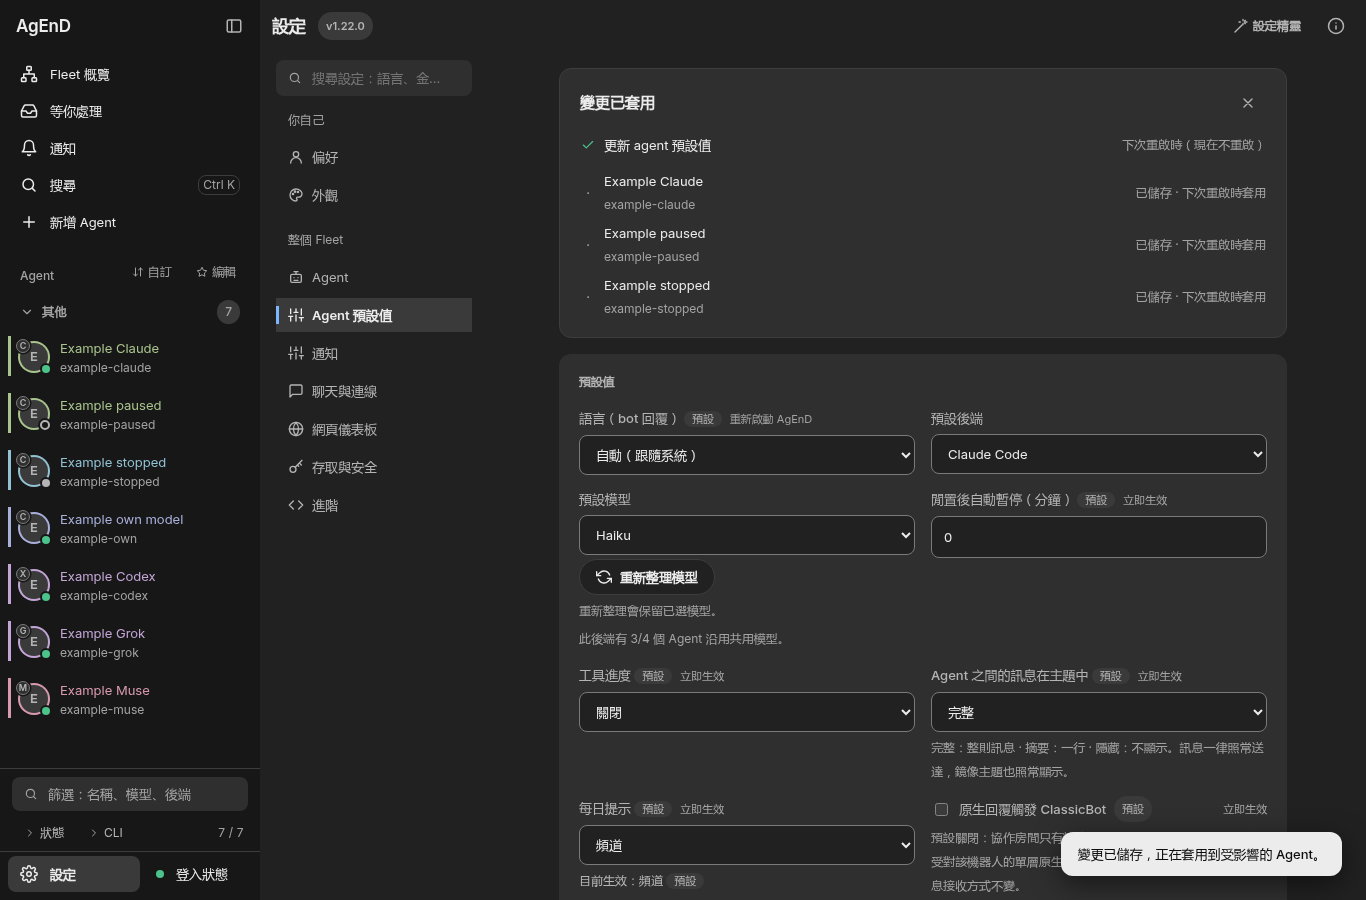 AgEnD
Fleet 概覽
等你處理
通知
搜尋
Ctrl K
新增 Agent
Agent
自訂
編輯
其他
7
C
E
Example Claude
example-claude
C
E
Example paused
example-paused
C
E
Example stopped
example-stopped
C
E
Example own model
example-own
X
E
Example Codex
example-codex
G
E
Example Grok
example-grok
M
E
Example Muse
example-muse
篩選：名稱、模型、後端
狀態
CLI
7 / 7
設定
登入狀態
設定
v1.22.0
設定精靈
搜尋設定：語言、金...
你自己
偏好
外觀
整個 Fleet
Agent
Agent 預設值
通知
聊天與連線
網頁儀表板
存取與安全
進階
變更已套用
更新 agent 預設值
下次重啟時（現在不重啟）
Example Claude
example-claude
已儲存 · 下次重啟時套用
Example paused
example-paused
已儲存 · 下次重啟時套用
Example stopped
example-stopped
已儲存 · 下次重啟時套用
預設值
語言（bot 回覆） 預設 重新啟動 AgEnD
自動（跟隨系統）
預設後端
Claude Code
預設模型
Haiku
重新整理模型
重新整理會保留已選模型。
此後端有 3/4 個 Agent 沿用共用模型。
閒置後自動暫停（分鐘） 預設 立即生效
0
工具進度 預設 立即生效
關閉
Agent 之間的訊息在主題中 預設 立即生效
完整
完整：整則訊息 · 摘要：一行 · 隱藏：不顯示。訊息一律照常送
達，鏡像主題也照常顯示。
每日提示 預設 立即生效
頻道
目前生效：頻道 預設
原生回覆觸發 ClassicBot 預設 立即生效
預設關閉：協作房間只有
受對該機器人的單層原生
息接收方式不變。
變更已儲存，正在套用到受影響的 Agent。